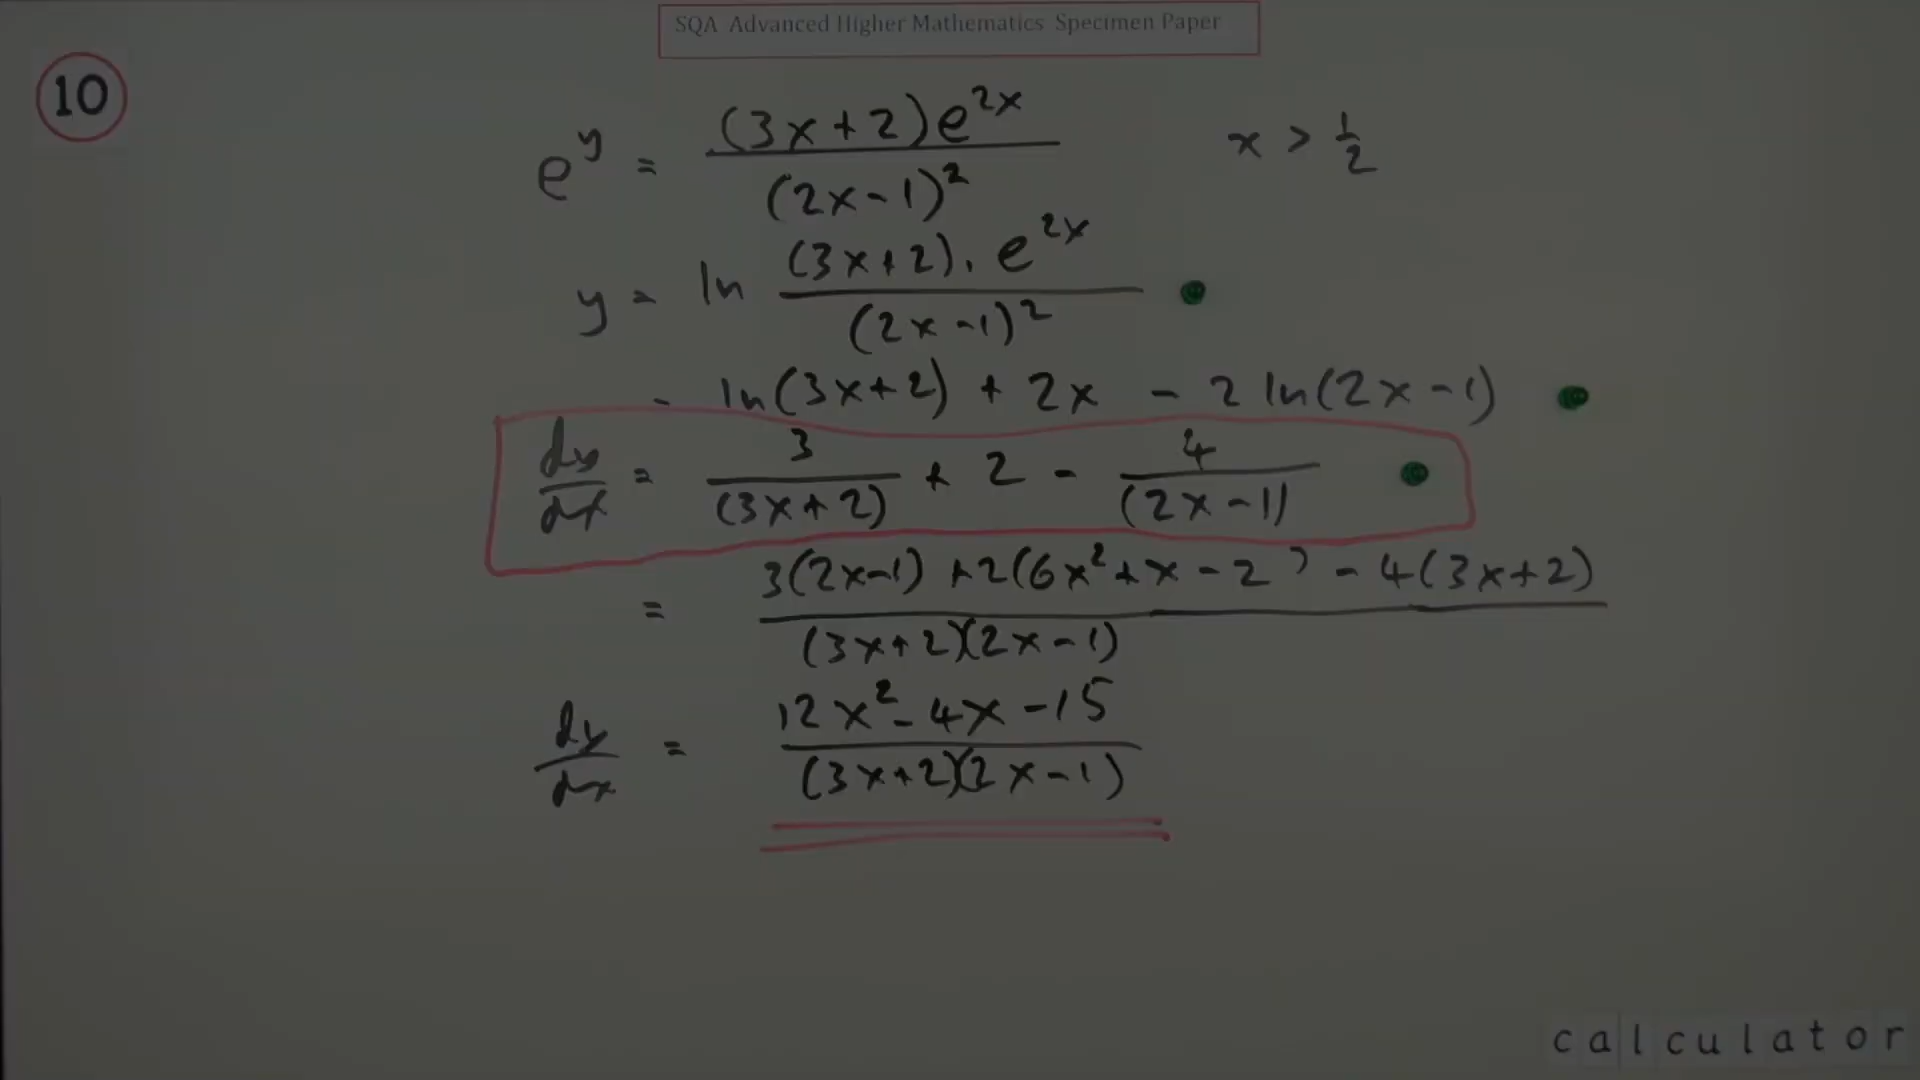 SQA Advanced Higher Mathematics Specimen Paper
10
e^y = (3x+2)e^{2x} / (2x-1)^2    x > 1/2
y = ln (3x+2).e^{2x} / (2x-1)^2
- ln(3x+2) + 2x - 2 ln(2x-1)
dy/dx = 3/(3x+2) + 2 - 4/(2x-1)
= 3(2x-1) + 2(6x^2+x-2) - 4(3x+2) / (3x+2)(2x-1)
dy/dx = 12x^2-4x-15 / (3x+2)(2x-1)
calculator